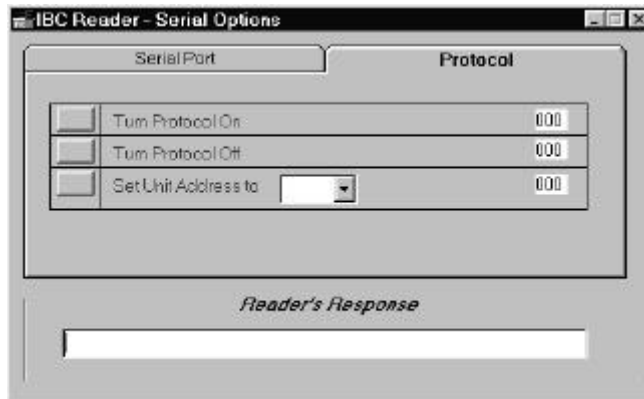 IBC Reader - Serial Options
Serial Port
Protocol
Turn Protocol On 000
Turn Protocol Off 000
Set Unit Address to 000
Reader's Response